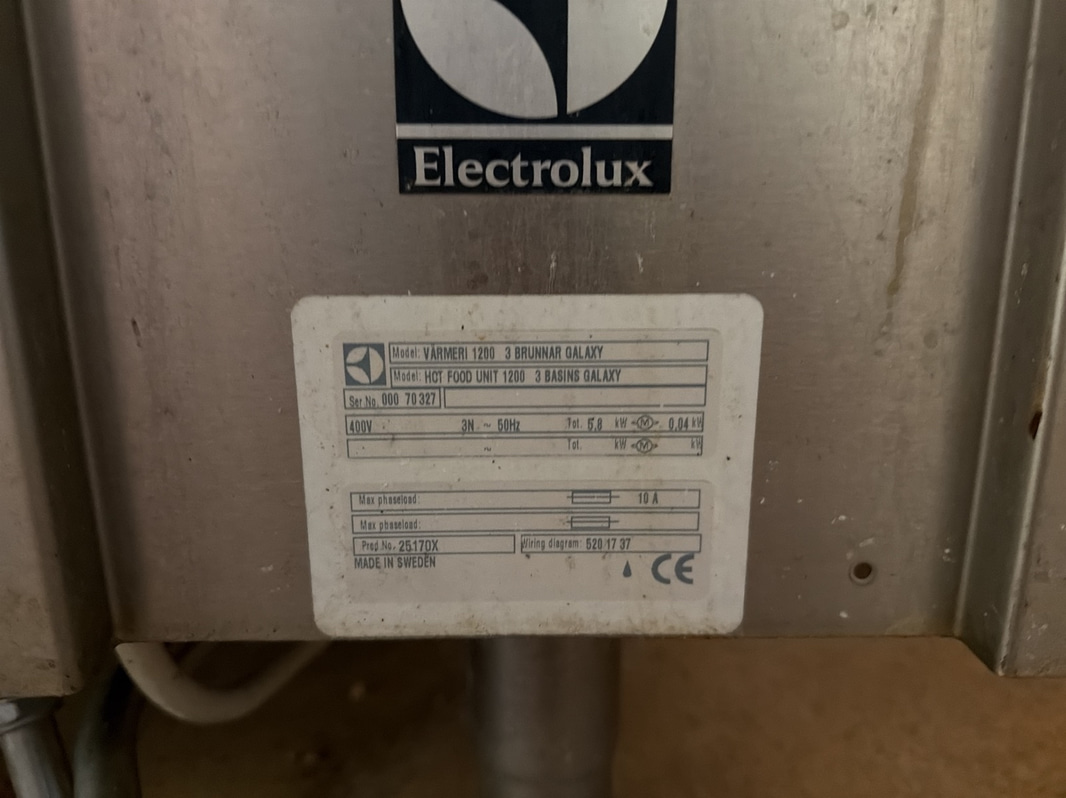 Electrolux
Model: VÄRMERI 1200 3 BRUNNAR GALAXY
Model: HOT FOOD UNIT 1200 3 BASINS GALAXY
Ser No. 000 70 327
400V 3N ~ 50Hz Tot. 5,8 kW M 0,04 kW
~ Tot. kW M kW
Max phaseload: 10 A
Max phaseload:
Prod No. 25170X Wiring diagram: 520 17 37
MADE IN SWEDEN CE